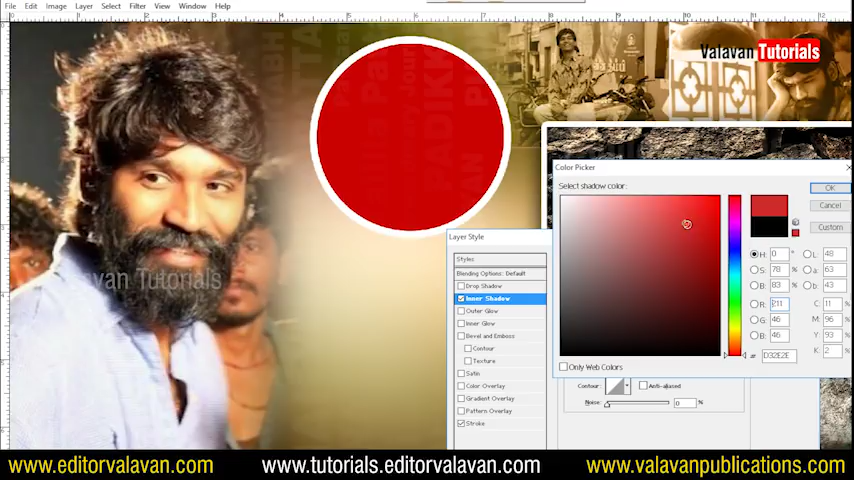 File Edit Image Layer Select Filter View Window Help
Valavan Tutorials
lavan Tutorials
Color Picker
Select shadow color:
OK
Cancel
Custom
H: 0 °
L: 48
S: 78 %
a: 63
B: 83 %
b: 43
R: 211
C: 11 %
G: 46
M: 96 %
B: 46
Y: 93 %
# D32E2E
K: 2 %
Only Web Colors
Layer Style
Styles
Blending Options: Default
Drop Shadow
Inner Shadow
Outer Glow
Inner Glow
Bevel and Emboss
Contour
Texture
Satin
Color Overlay
Gradient Overlay
Pattern Overlay
Stroke
Contour:
Anti-aliased
Noise: 0 %
www.editorvalavan.com
www.tutorials.editorvalavan.com
www.valavanpublications.com